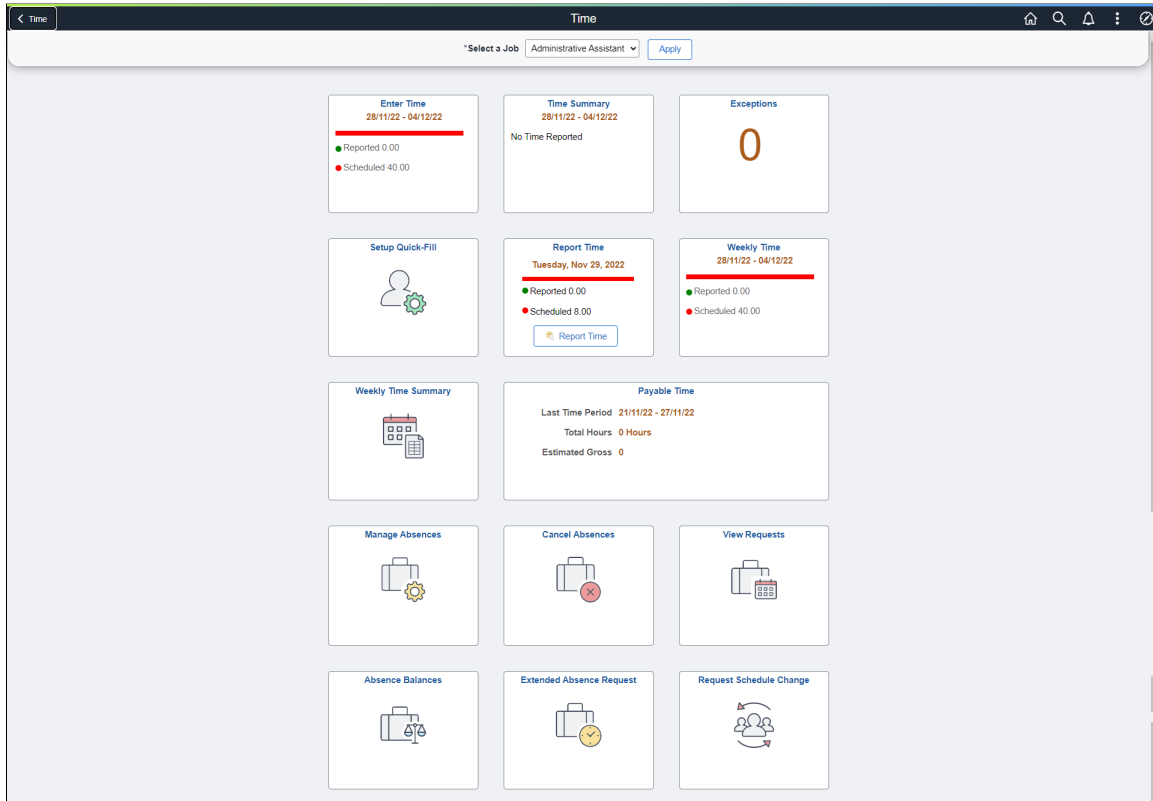 Time
Time
*Select a Job
Administrative Assistant
Apply
Enter Time
28/11/22 - 04/12/22
Reported 0.00
Scheduled 40.00
Time Summary
28/11/22 - 04/12/22
No Time Reported
Exceptions
0
Setup Quick-Fill
Report Time
Tuesday, Nov 29, 2022
Reported 0.00
Scheduled 8.00
Report Time
Weekly Time
28/11/22 - 04/12/22
Reported 0.00
Scheduled 40.00
Weekly Time Summary
Payable Time
Last Time Period 21/11/22 - 27/11/22
Total Hours 0 Hours
Estimated Gross 0
Manage Absences
Cancel Absences
View Requests
Absence Balances
Extended Absence Request
Request Schedule Change